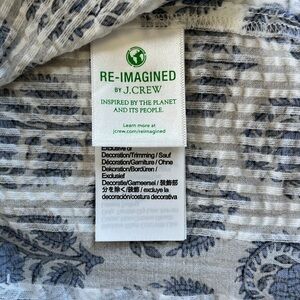 RE-IMAGINED
BY J.CREW
INSPIRED BY THE PLANET
AND ITS PEOPLE.
Learn more at
jcrew.com/reimagined
Exclusive of
Decoration/Trimming / Sauf
Décoration/Garniture / Ohne
Dekoration/Bordüren /
Exclusief
Decoratie/Garneersel / 装飾部
分を除く/ excluye la
decoración/costura decorativa